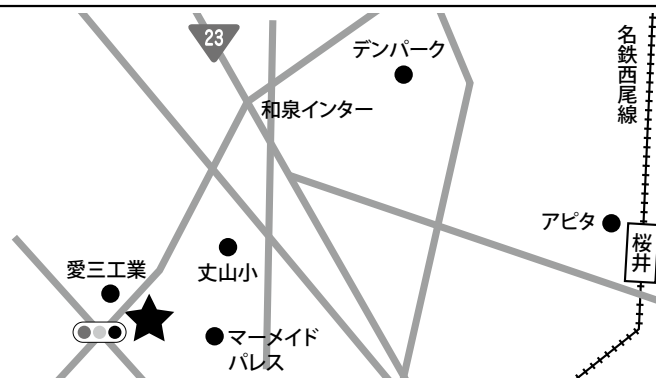 23
デンパーク
名鉄西尾線
和泉インター
アピタ
桜井
愛三工業
丈山小
マーメイド
パレス